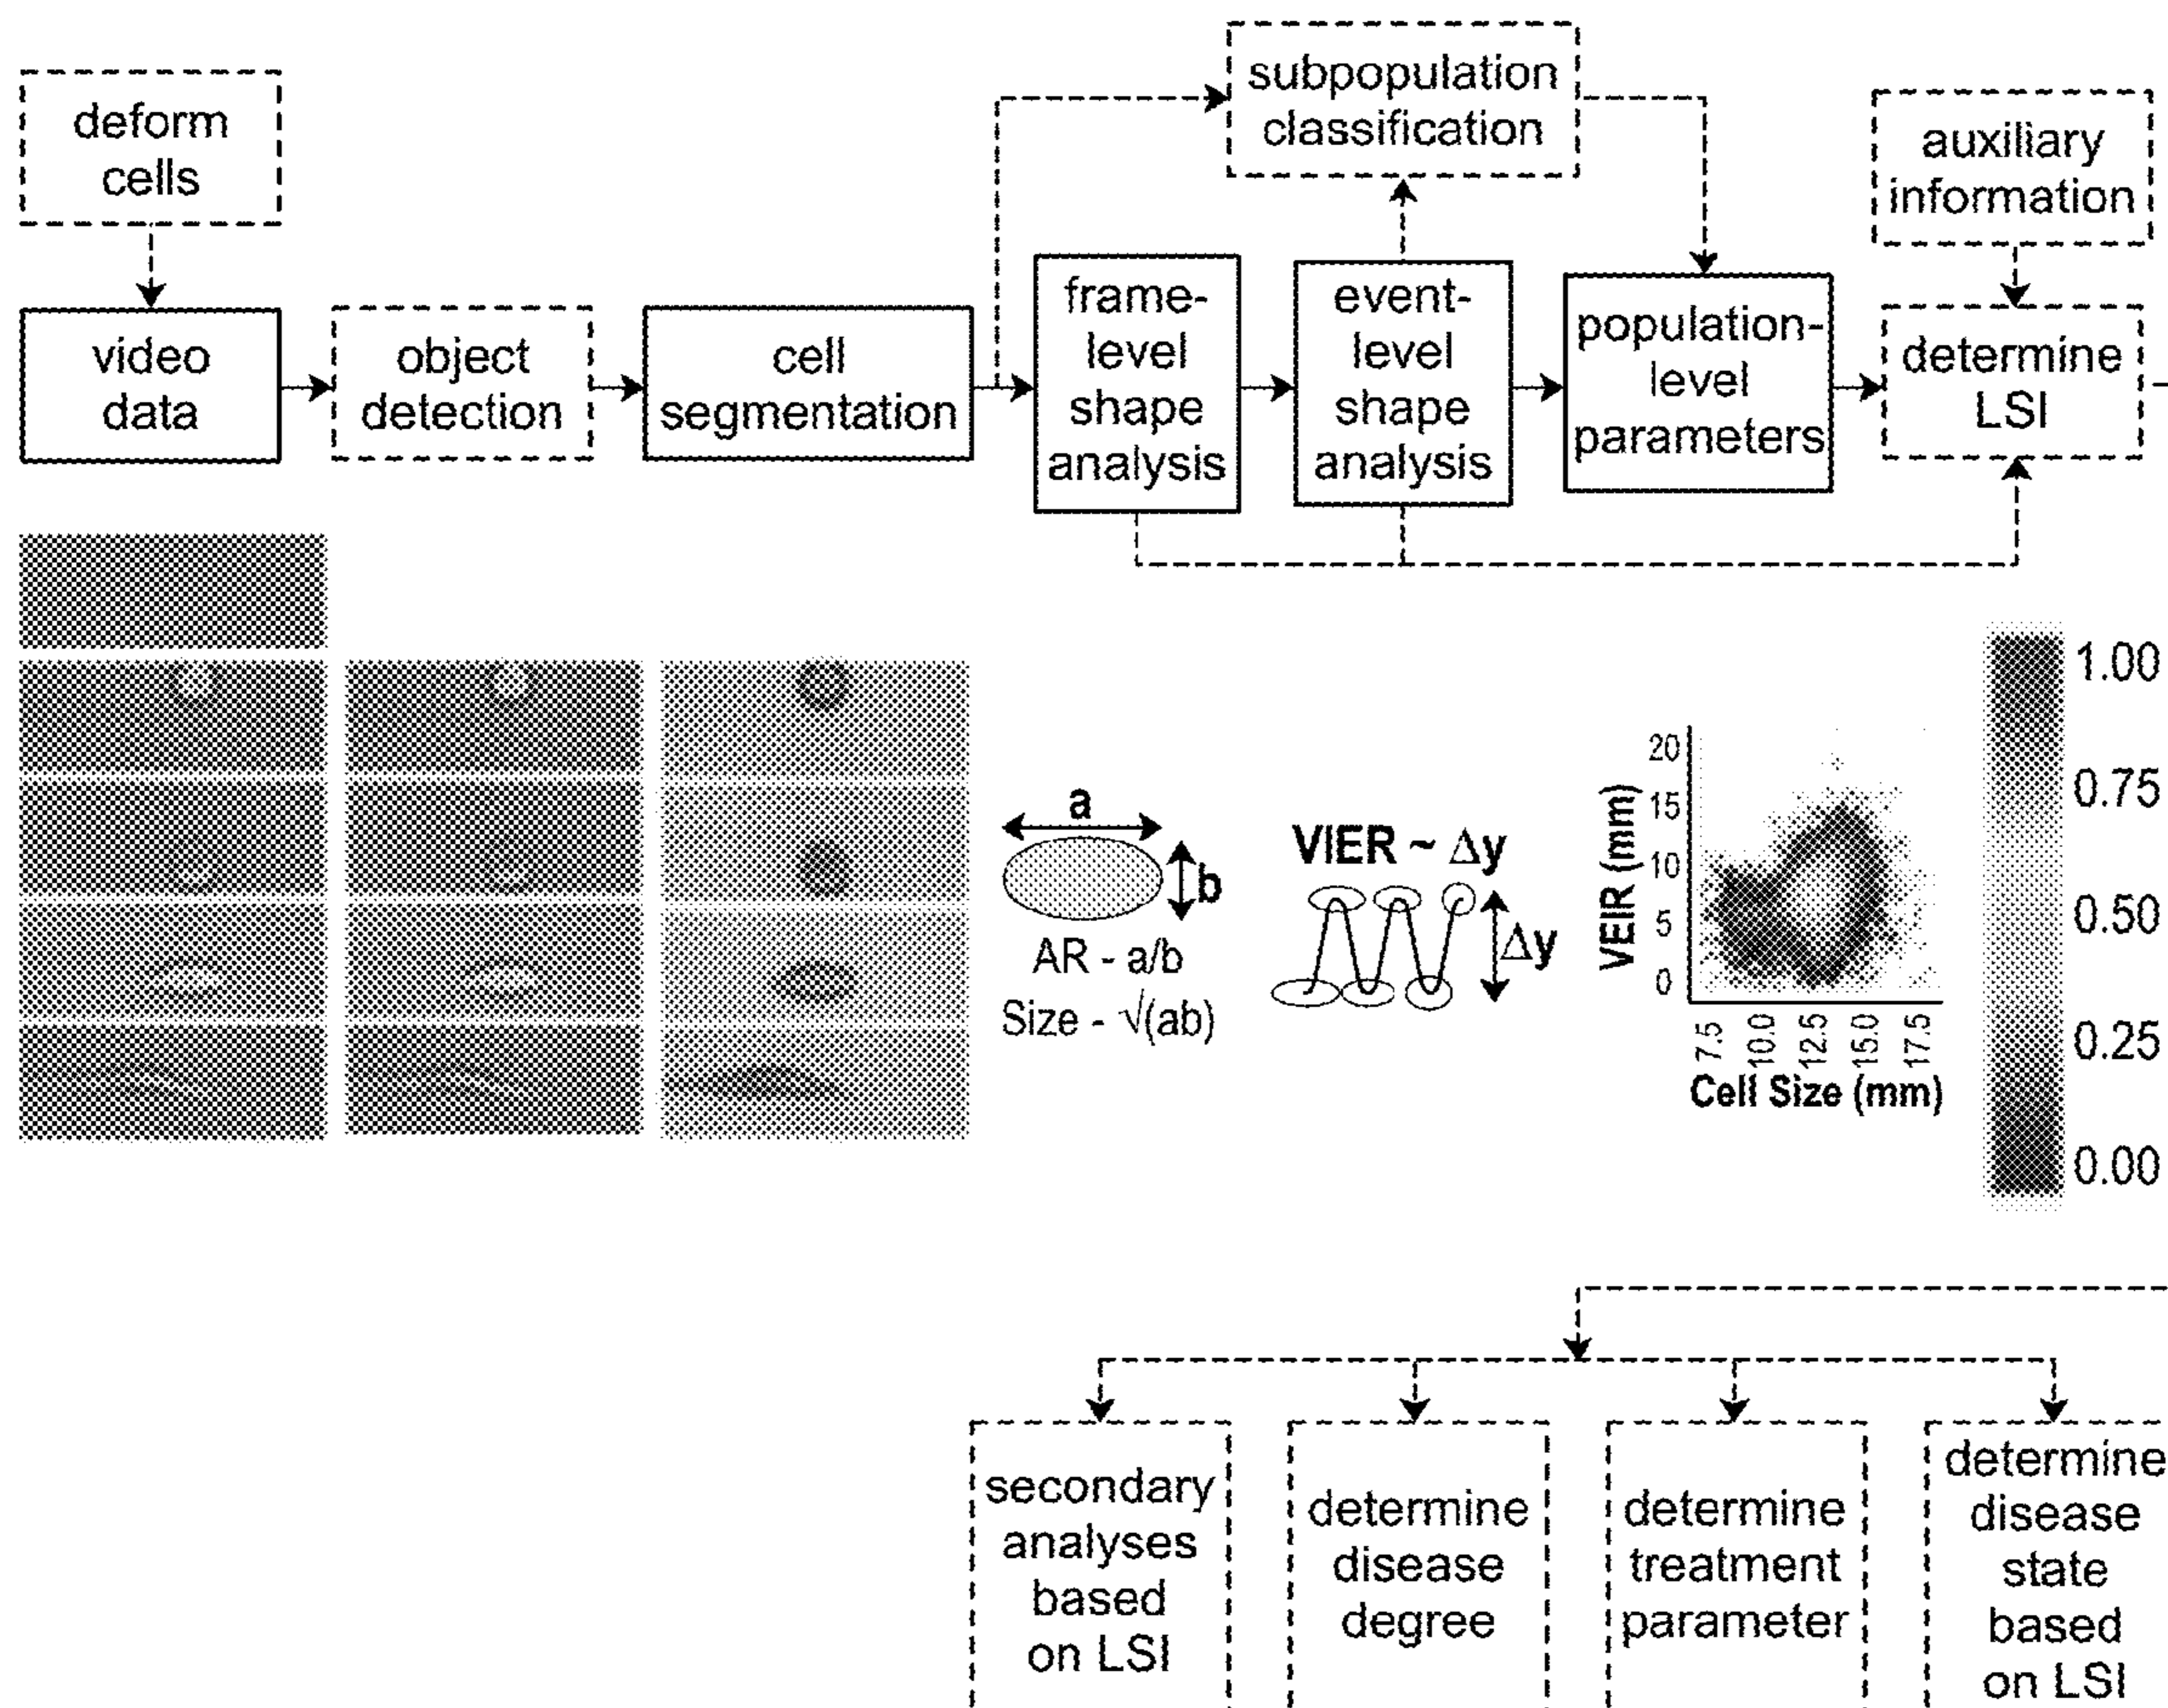 deform
cells
subpopulation
classification
auxiliary
information
video
data
object
detection
cell
segmentation
frame-
level
shape
analysis
event-
level
shape
analysis
population-
level
parameters
determine
LSI
a
b
AR - a/b
Size - √(ab)
VIER ~ Δy
Δy
VEIR (mm)
20
15
10
5
0
7.5
10.0
12.5
15.0
17.5
Cell Size (mm)
1.00
0.75
0.50
0.25
0.00
secondary
analyses
based
on LSI
determine
disease
degree
determine
treatment
parameter
determine
disease
state
based
on LSI